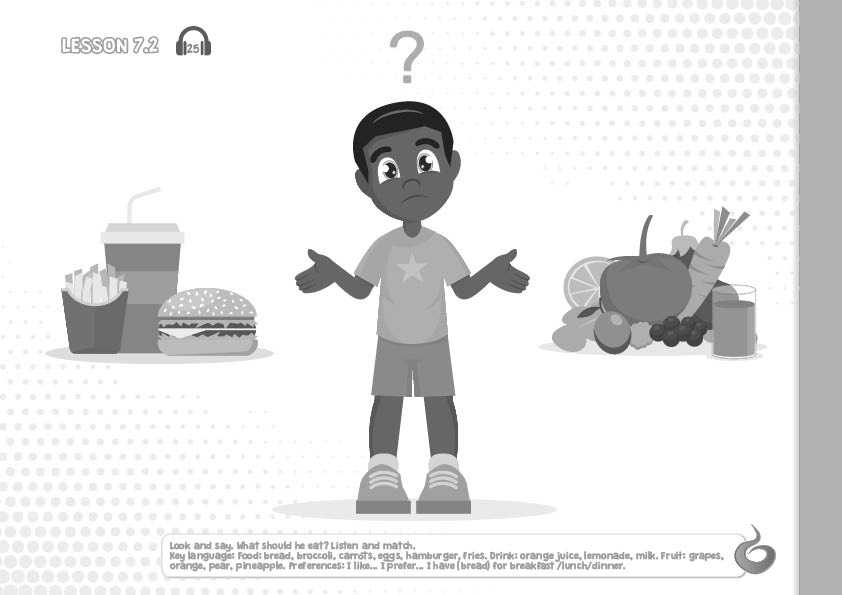 LESSON 7.2
25
?
Look and say. What should he eat? Listen and match.
Key language: Food: bread, broccoli, carrots, eggs, hamburger, fries. Drink: orange juice, lemonade, milk. Fruit: grapes,
orange, pear, pineapple. Preferences: I like... I prefer... I have (bread) for breakfast /lunch/dinner.